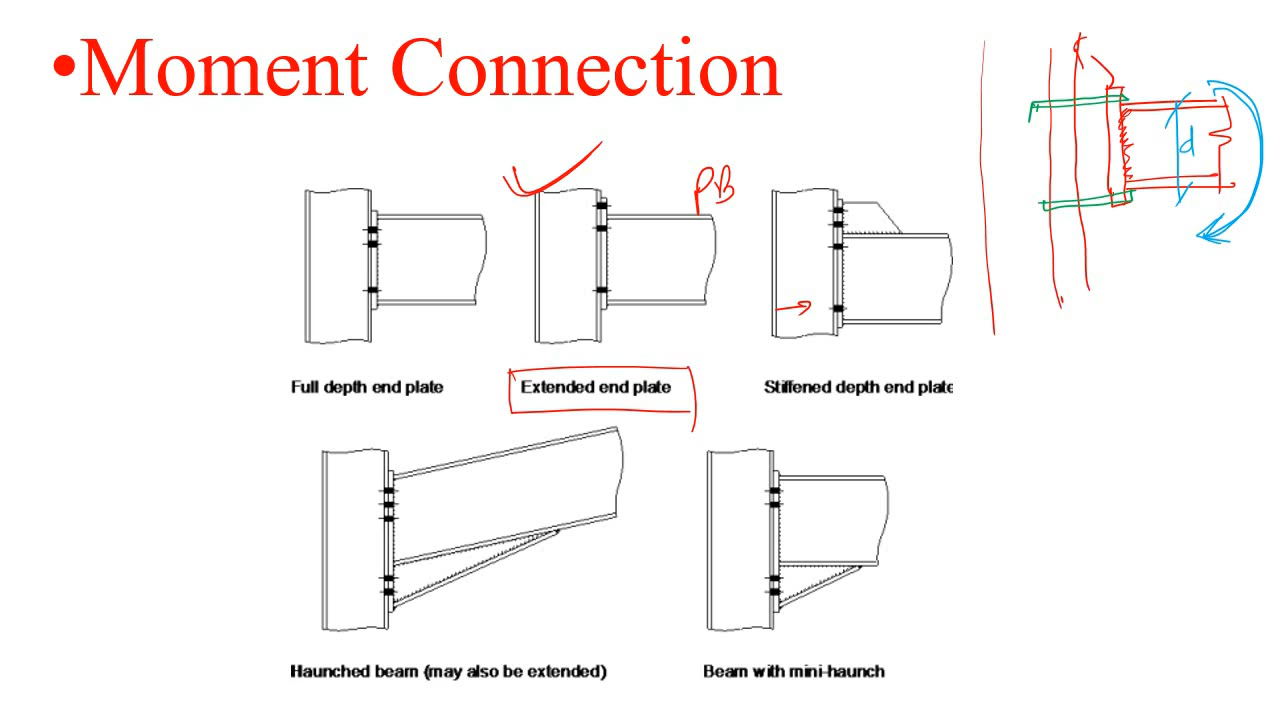 •Moment Connection
PB
d
Full depth end plate
Extended end plate
Stiffened depth end plate
Haunched beam (may also be extended)
Beam with mini-haunch